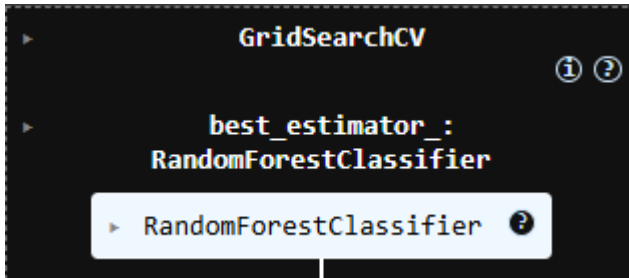 GridSearchCV
i ?
best_estimator_:
RandomForestClassifier
RandomForestClassifier ?